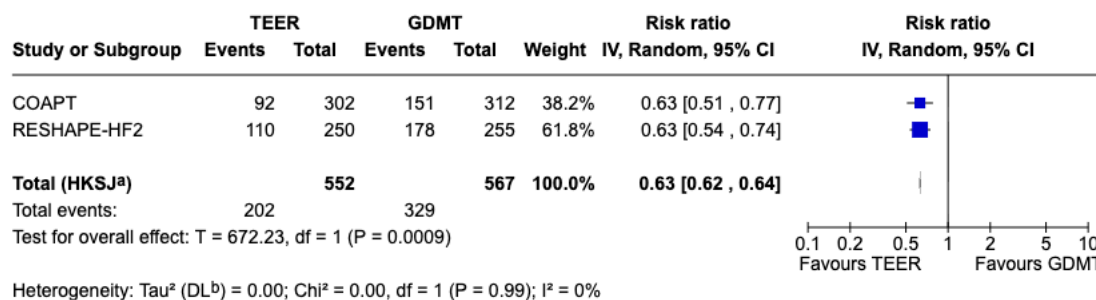 TEER GDMT Risk ratio Risk ratio
Study or Subgroup Events Total Events Total Weight IV, Random, 95% CI IV, Random, 95% CI
COAPT 92 302 151 312 38.2% 0.63 [0.51 , 0.77]
RESHAPE-HF2 110 250 178 255 61.8% 0.63 [0.54 , 0.74]
Total (HKSJᵃ) 552 567 100.0% 0.63 [0.62 , 0.64]
Total events: 202 329
Test for overall effect: T = 672.23, df = 1 (P = 0.0009)
0.1 0.2 0.5 1 2 5 10
Favours TEER Favours GDMT
Heterogeneity: Tau² (DLᵇ) = 0.00; Chi² = 0.00, df = 1 (P = 0.99); I² = 0%